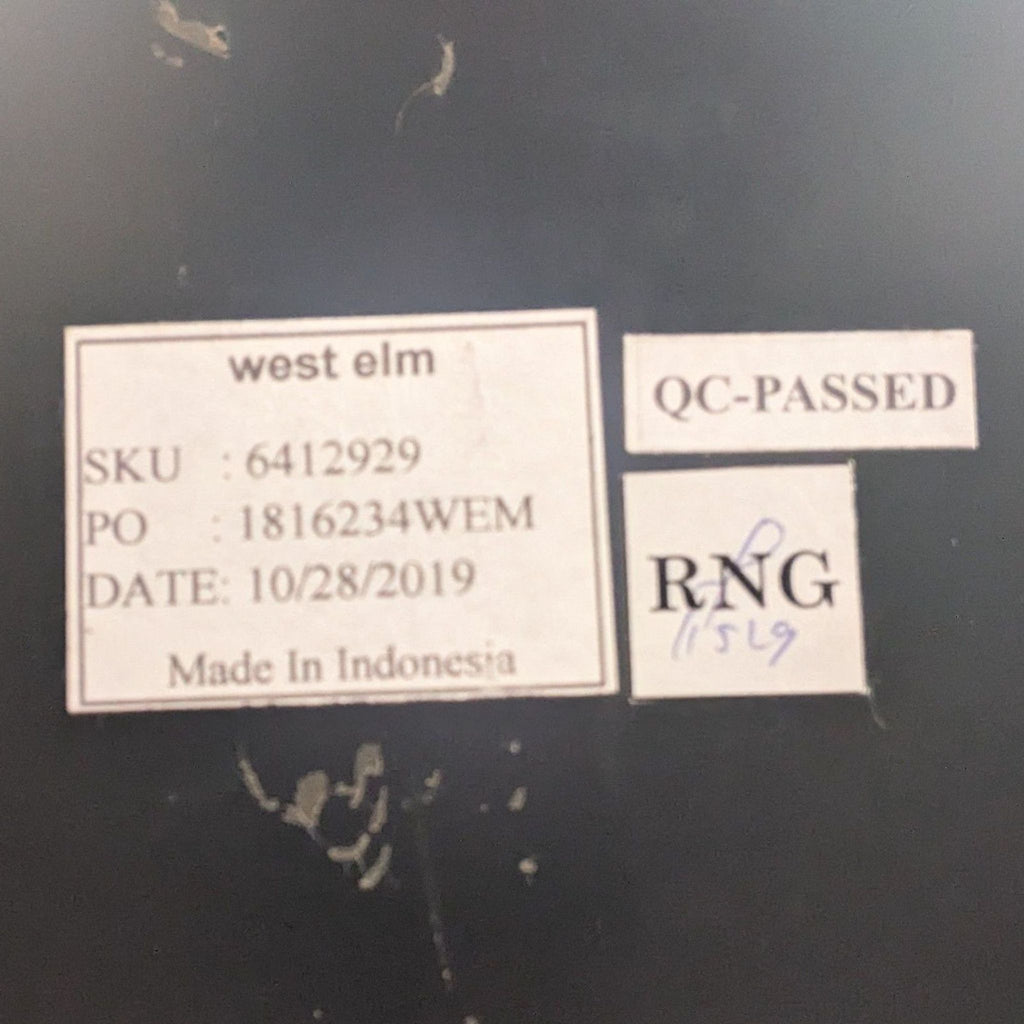 west elm
SKU : 6412929
PO : 1816234WEM
DATE: 10/28/2019
Made In Indonesia
QC-PASSED
RNG